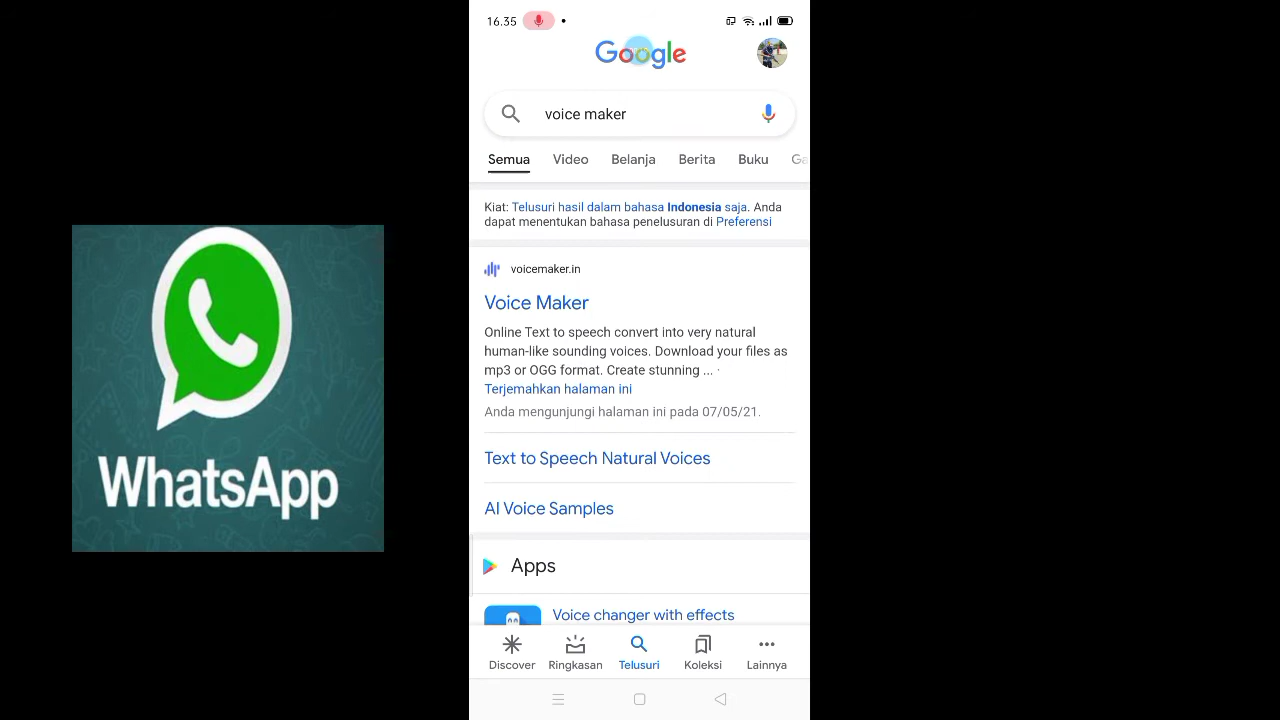 WhatsApp
16.35
Google
voice maker
Semua Video Belanja Berita Buku Ga
Kiat: Telusuri hasil dalam bahasa Indonesia saja. Anda
dapat menentukan bahasa penelusuran di Preferensi
voicemaker.in
Voice Maker
Online Text to speech convert into very natural
human-like sounding voices. Download your files as
mp3 or OGG format. Create stunning ... ·
Terjemahkan halaman ini
Anda mengunjungi halaman ini pada 07/05/21.
Text to Speech Natural Voices
AI Voice Samples
Apps
Voice changer with effects
Discover Ringkasan Telusuri Koleksi Lainnya